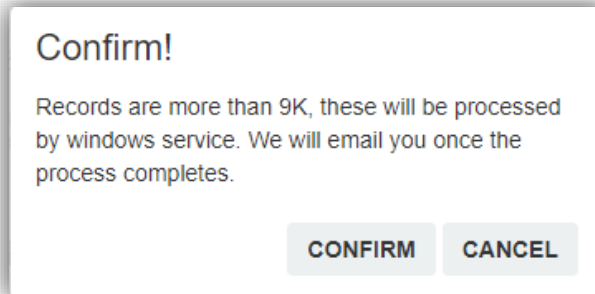 Confirm!
Records are more than 9K, these will be processed
by windows service. We will email you once the
process completes.
CONFIRM CANCEL